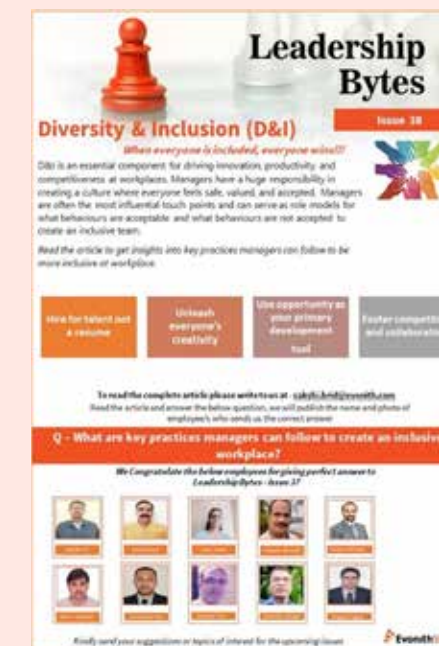 Leadership
Bytes
Issue 38
Diversity & Inclusion (D&I)
When everyone is included, everyone wins!!!
D&I is an essential component for driving innovation, productivity, and
competitiveness at workplaces. Managers have a huge responsibility in
creating a culture where everyone feels safe, valued, and accepted. Managers
are often the most influential touch points and can serve as role models for
what behaviours are acceptable and what behaviours are not accepted to
create an inclusive team.
Read the article to get insights into key practices managers can follow to be
more inclusive at workplace.
Hire for talent not
a resume
Unleash
everyone's
creativity
Use opportunity as
your primary
development
tool
Foster competiti
and collaborati
To read the complete article please write to us at -
Read the article and answer the below question, we will publish the name and photo of
employee/s who sends us the correct answer
Q - What are key practices managers can follow to create an inclusive
workplace?
We Congratulate the below employees for giving perfect answer to
Leadership Bytes - Issue 37
Kindly send your suggestions or topics of interest for the upcoming issues
Evonith